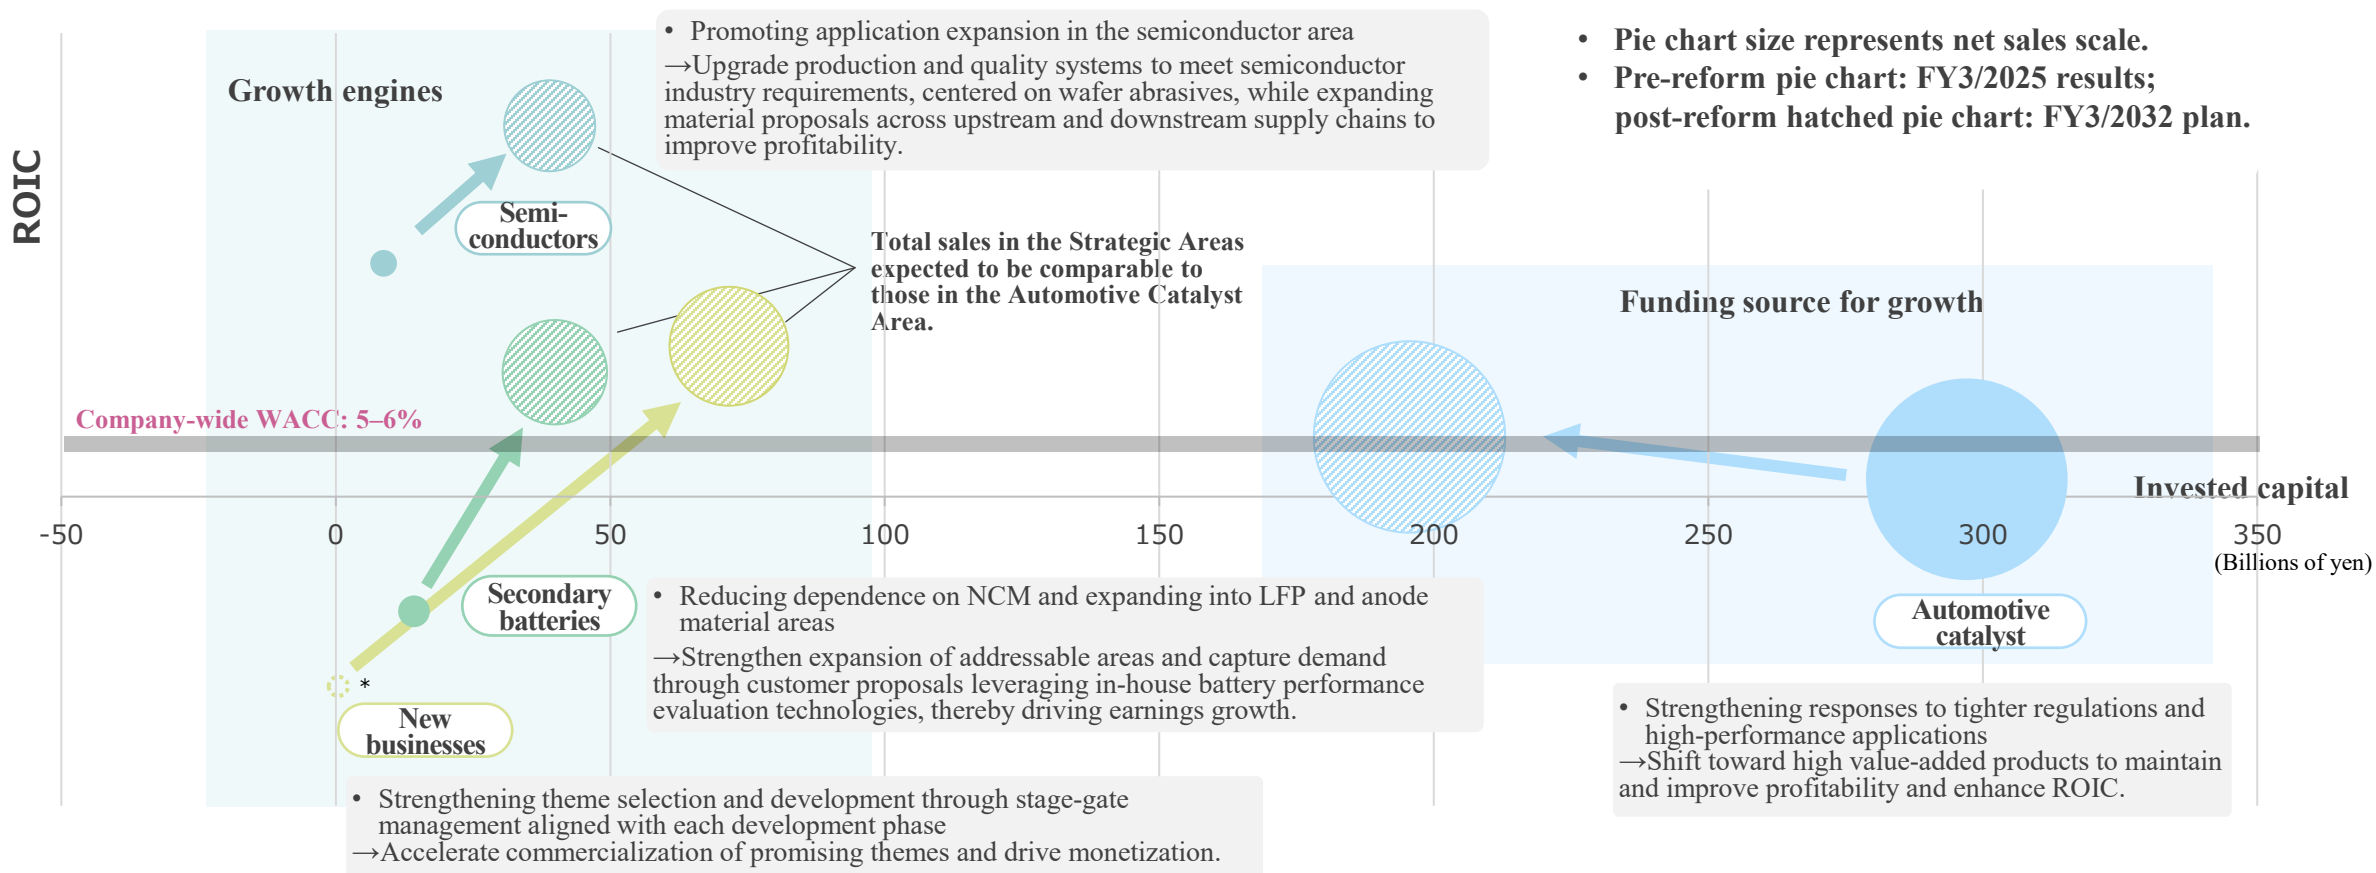 • Promoting application expansion in the semiconductor area
→Upgrade production and quality systems to meet semiconductor
industry requirements, centered on wafer abrasives, while expanding
material proposals across upstream and downstream supply chains to
improve profitability.
• Pie chart size represents net sales scale.
• Pre-reform pie chart: FY3/2025 results;
post-reform hatched pie chart: FY3/2032 plan.
Growth engines
ROIC
Semi-
conductors
Total sales in the Strategic Areas
expected to be comparable to
those in the Automotive Catalyst
Area.
Funding source for growth
Company-wide WACC: 5–6%
Invested capital
-50 0 50 100 150 200 250 300 350
(Billions of yen)
Secondary
batteries
• Reducing dependence on NCM and expanding into LFP and anode
material areas
→Strengthen expansion of addressable areas and capture demand
through customer proposals leveraging in-house battery performance
evaluation technologies, thereby driving earnings growth.
Automotive
catalyst
*
New
businesses
• Strengthening responses to tighter regulations and
high-performance applications
→Shift toward high value-added products to maintain
and improve profitability and enhance ROIC.
• Strengthening theme selection and development through stage-gate
management aligned with each development phase
→Accelerate commercialization of promising themes and drive monetization.